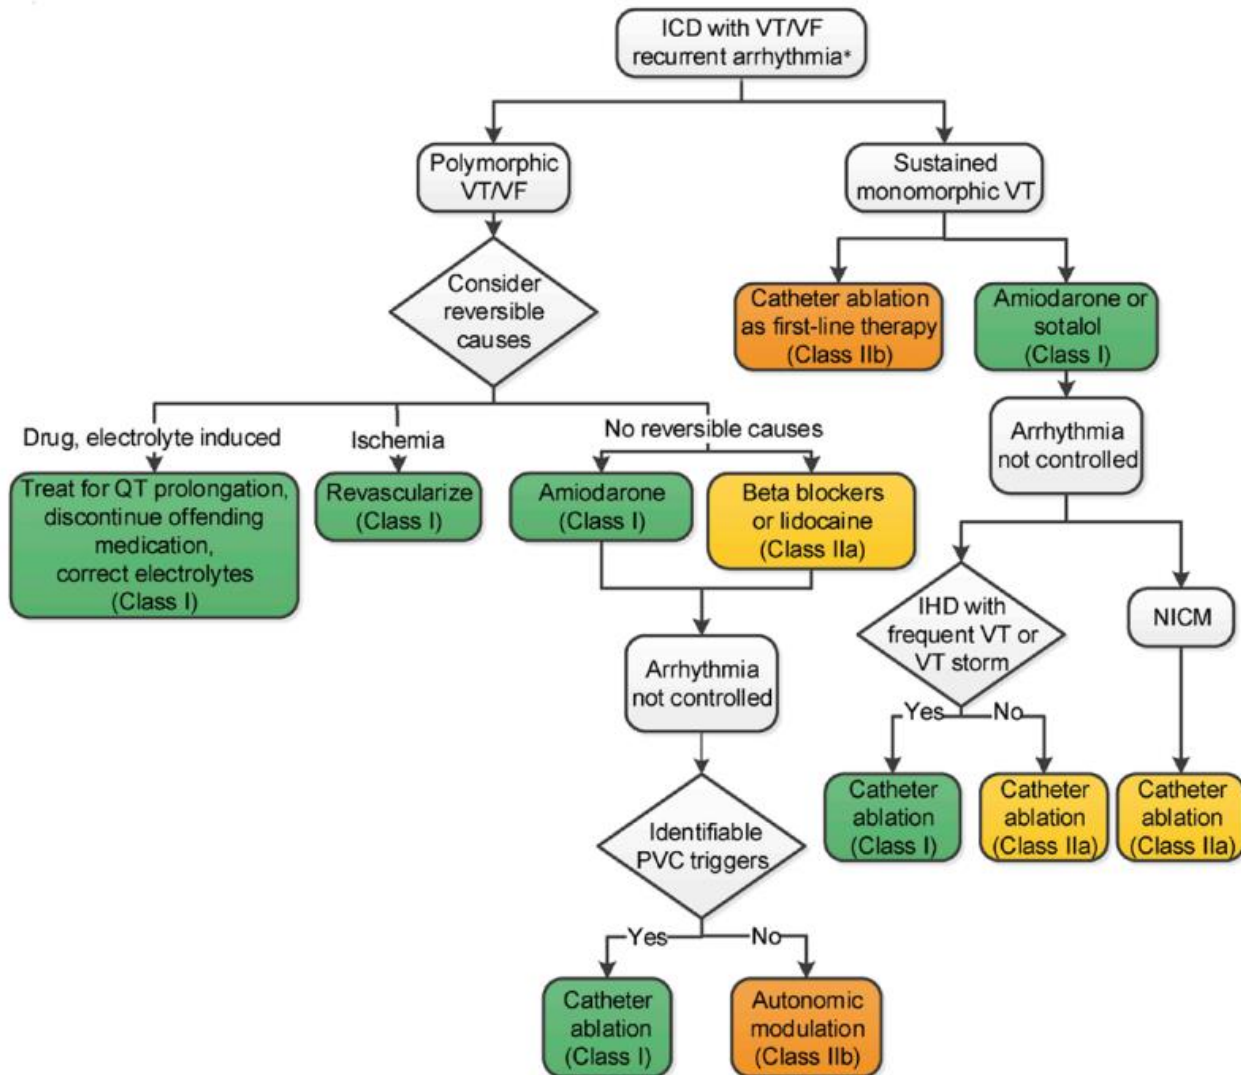 ICD with VT/VF
recurrent arrhythmia*
Polymorphic
VT/VF
Sustained
monomorphic VT
Consider
reversible
causes
Catheter ablation
as first-line therapy
(Class IIb)
Amiodarone or
sotalol
(Class I)
Drug, electrolyte induced
Ischemia
No reversible causes
Arrhythmia
not controlled
Treat for QT prolongation,
discontinue offending
medication,
correct electrolytes
(Class I)
Revascularize
(Class I)
Amiodarone
(Class I)
Beta blockers
or lidocaine
(Class IIa)
IHD with
frequent VT or
VT storm
NICM
Arrhythmia
not controlled
Yes
No
Catheter
ablation
(Class I)
Catheter
ablation
(Class IIa)
Catheter
ablation
(Class IIa)
Identifiable
PVC triggers
Yes
No
Catheter
ablation
(Class I)
Autonomic
modulation
(Class IIb)